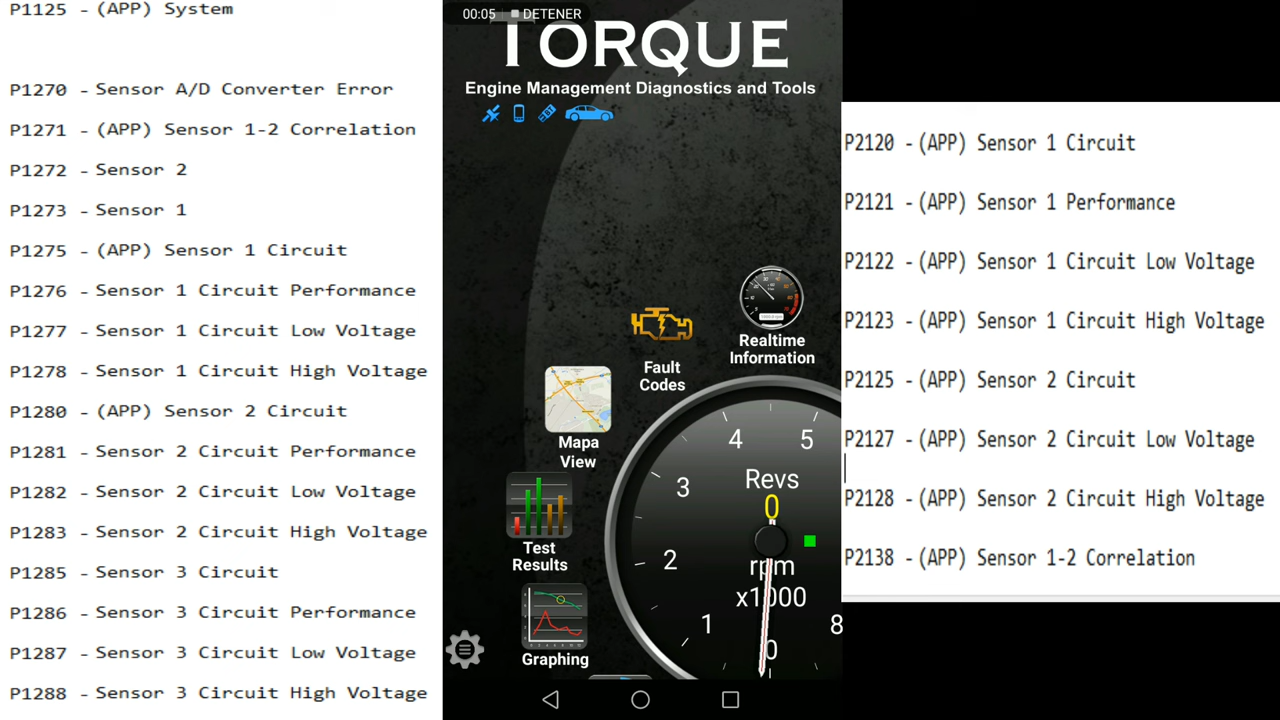 P1125 - (APP) System
P1270 - Sensor A/D Converter Error
P1271 - (APP) Sensor 1-2 Correlation
P1272 - Sensor 2
P1273 - Sensor 1
P1275 - (APP) Sensor 1 Circuit
P1276 - Sensor 1 Circuit Performance
P1277 - Sensor 1 Circuit Low Voltage
P1278 - Sensor 1 Circuit High Voltage
P1280 - (APP) Sensor 2 Circuit
P1281 - Sensor 2 Circuit Performance
P1282 - Sensor 2 Circuit Low Voltage
P1283 - Sensor 2 Circuit High Voltage
P1285 - Sensor 3 Circuit
P1286 - Sensor 3 Circuit Performance
P1287 - Sensor 3 Circuit Low Voltage
P1288 - Sensor 3 Circuit High Voltage
00:05 DETENER
TORQUE
Engine Management Diagnostics and Tools
Realtime
Information
Fault
Codes
Mapa
View
Test
Results
Graphing
4 5
3
Revs
0
2
rpm
x1000
1 8
0
P2120 - (APP) Sensor 1 Circuit
P2121 - (APP) Sensor 1 Performance
P2122 - (APP) Sensor 1 Circuit Low Voltage
P2123 - (APP) Sensor 1 Circuit High Voltage
P2125 - (APP) Sensor 2 Circuit
P2127 - (APP) Sensor 2 Circuit Low Voltage
P2128 - (APP) Sensor 2 Circuit High Voltage
P2138 - (APP) Sensor 1-2 Correlation